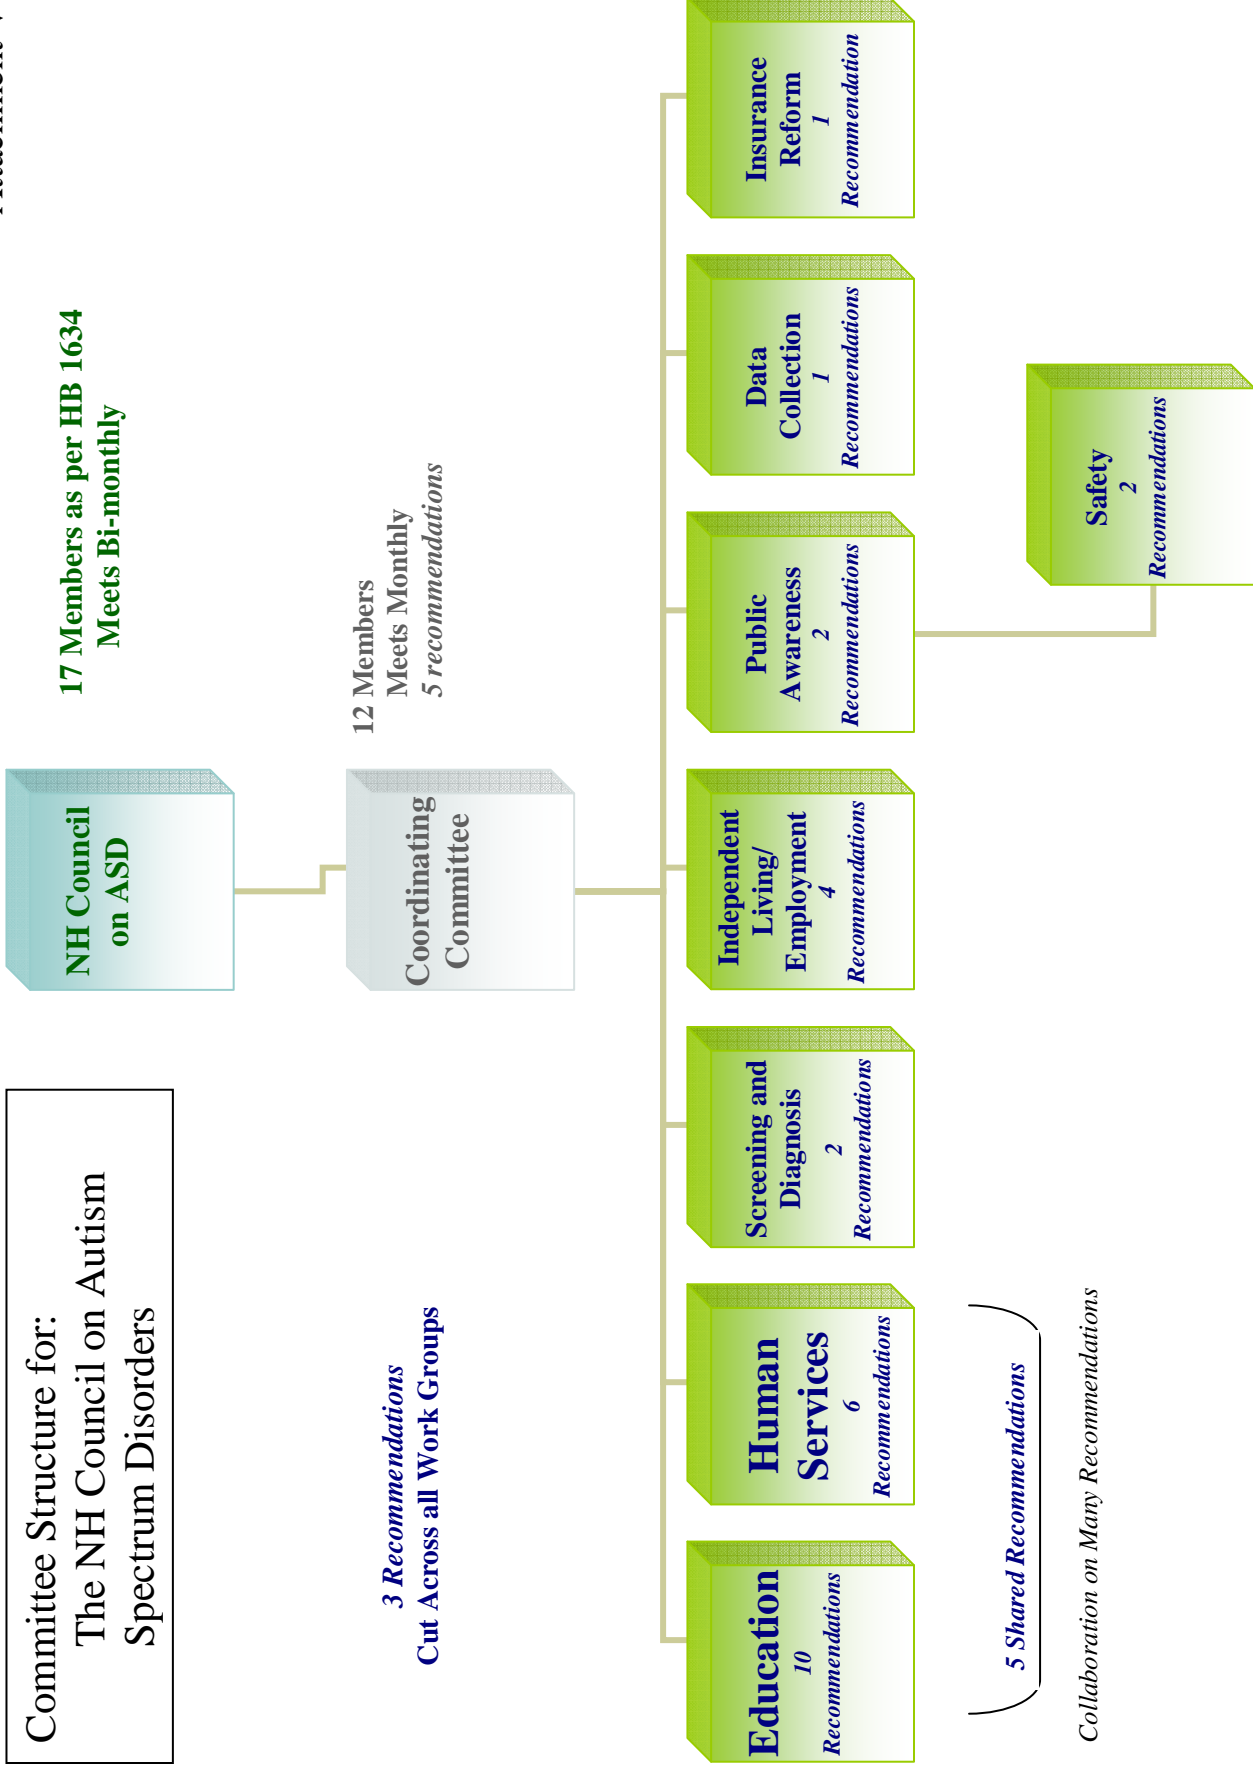 Committee Structure for:
The NH Council on Autism
Spectrum Disorders
NH Council
on ASD
17 Members as per HB 1634
Meets Bi-monthly
Coordinating
Committee
12 Members
Meets Monthly
5 recommendations
3 Recommendations
Cut Across all Work Groups
Education
10
Recommendations
Human
Services
6
Recommendations
Screening and
Diagnosis
2
Recommendations
Independent
Living/
Employment
4
Recommendations
Public
Awareness
2
Recommendations
Data
Collection
1
Recommendations
Insurance
Reform
1
Recommendation
Safety
2
Recommendations
5 Shared Recommendations
Collaboration on Many Recommendations